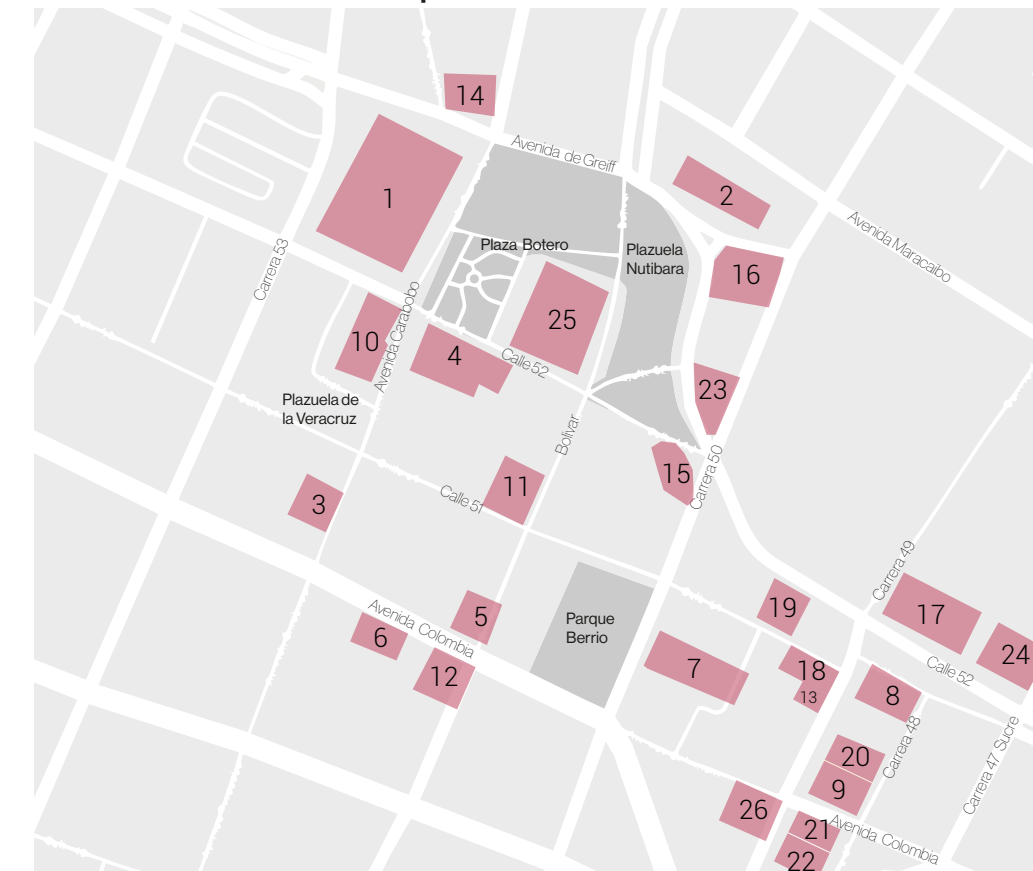 14
Avenida de Greiff
1
2
Avenida Maracaibo
Plaza Botero
Plazuela
Nutibara
Carrera 53
16
25
10
Avenida Carabobo
4
Calle 52
23
Plazuela de
la Veracruz
Bolivar
15
Carrera 50
3
Calle 51
11
Carrera 49
19
17
Avenida Colombia
5
Parque
Berrio
6
12
7
18
13
24
Calle 52
8
Carrera 48
Carrera 47 Sucre
20
9
26
21
Avenida Colombia
22